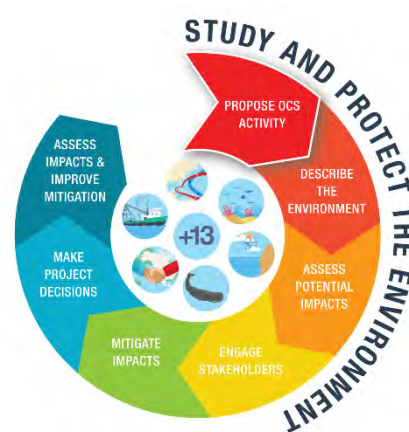 STUDY AND PROTECT THE ENVIRONMENT
PROPOSE OCS
ACTIVITY
DESCRIBE
THE
ENVIRONMENT
ASSESS
POTENTIAL
IMPACTS
ENGAGE
STAKEHOLDERS
MITIGATE
IMPACTS
MAKE
PROJECT
DECISIONS
ASSESS
IMPACTS &
IMPROVE
MITIGATION
+13